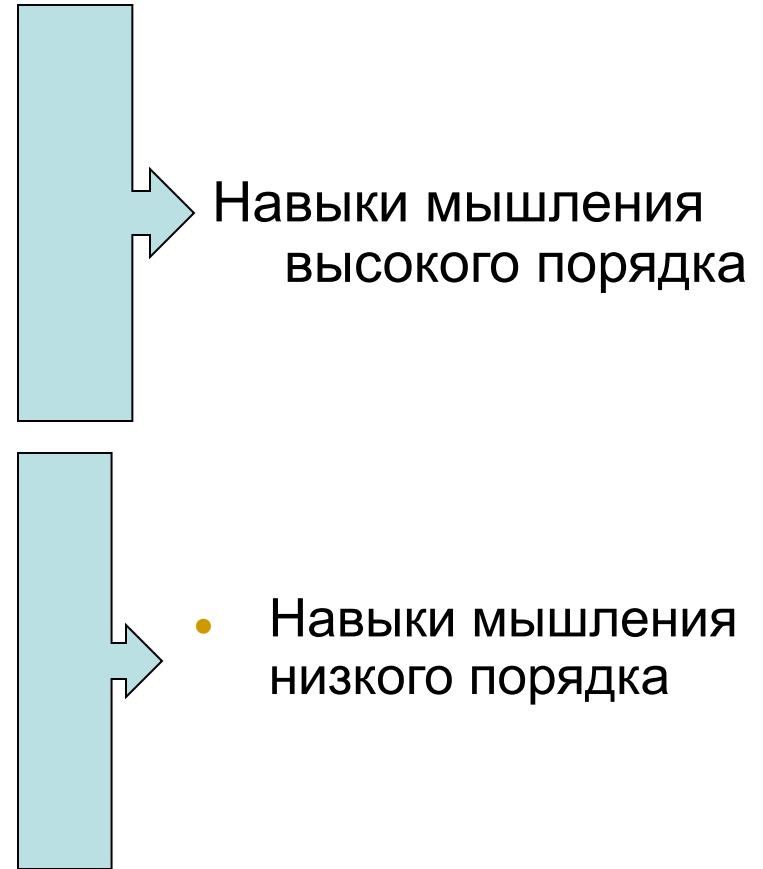 Навыки мышления
высокого порядка
• Навыки мышления
низкого порядка